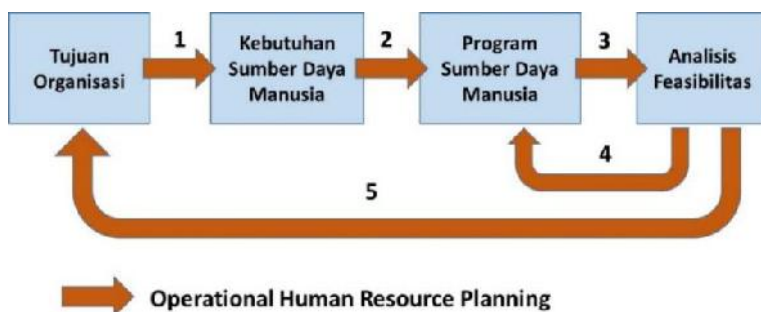 1
2
3
Tujuan
Organisasi
Kebutuhan
Sumber Daya
Manusia
Program
Sumber Daya
Manusia
Analisis
Feasibilitas
4
5
Operational Human Resource Planning